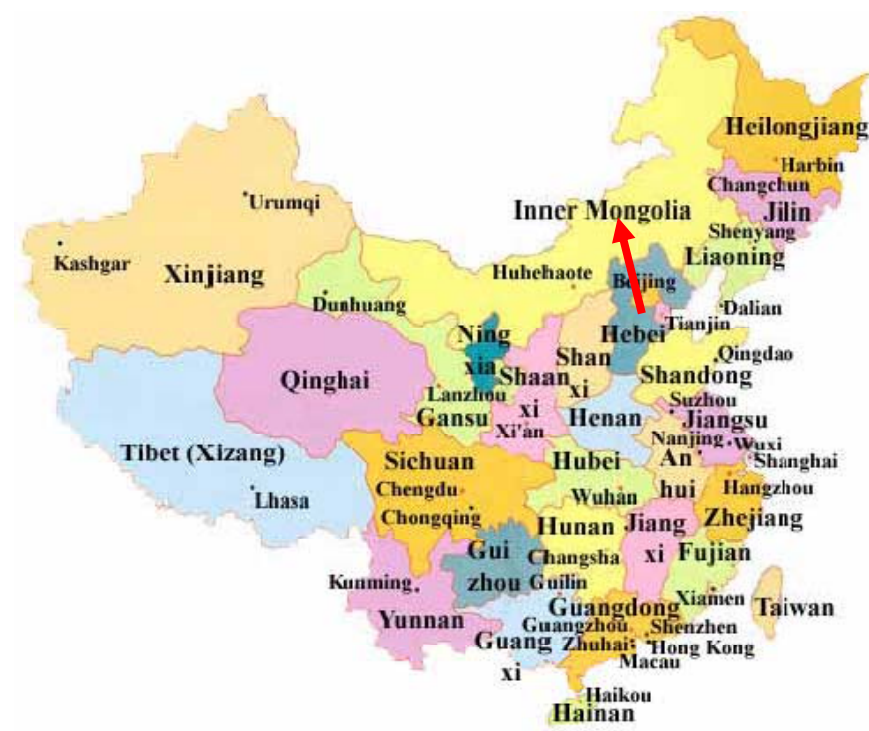 Heilongjiang
Harbin
Changchun
Jilin
Urumqi
Inner Mongolia
Shenyang
Liaoning
Kashgar
Xinjiang
Huhehaote
Beijing
Dunhuang
Dalian
Tianjin
Ning
xia
Hebei
Shan
xi
Qingdao
Shandong
Qinghai
Shaan
xi
Lanzhou
Suzhou
Gansu
Xi'an
Henan
Jiangsu
Nanjing
Wuxi
Tibet (Xizang)
Sichuan
Hubei
An
hui
Shanghai
Chengdu
Wuhan
Hangzhou
Lhasa
Chongqing
Hunan
Jiang
xi
Zhejiang
Gui
zhou
Changsha
Fujian
Kunming
Guilin
Xiamen
Taiwan
Yunnan
Guangdong
Guang
xi
Guangzhou
Shenzhen
Zhuhai
Hong Kong
Macau
Haikou
Hainan